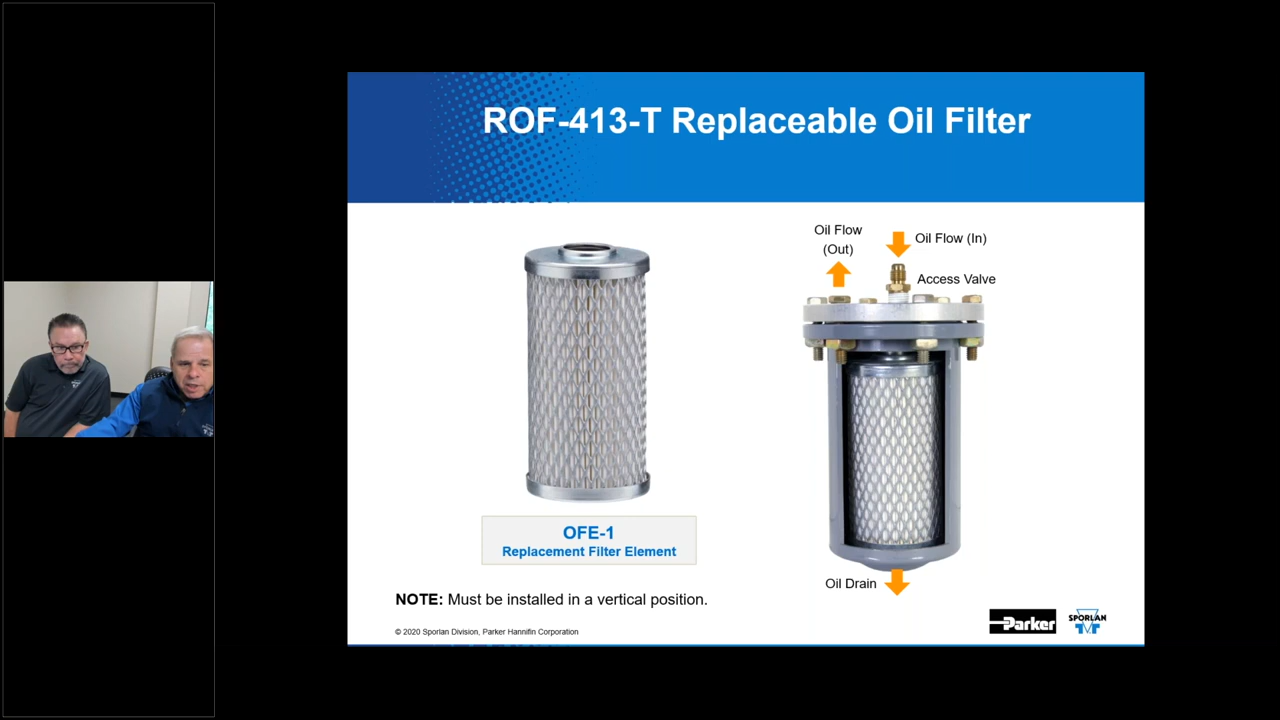 ROF-413-T Replaceable Oil Filter
Oil Flow
(Out)
Oil Flow (In)
Access Valve
OFE-1
Replacement Filter Element
Oil Drain
NOTE: Must be installed in a vertical position.
© 2020 Sporlan Division, Parker Hannifin Corporation
Parker
SPORLAN